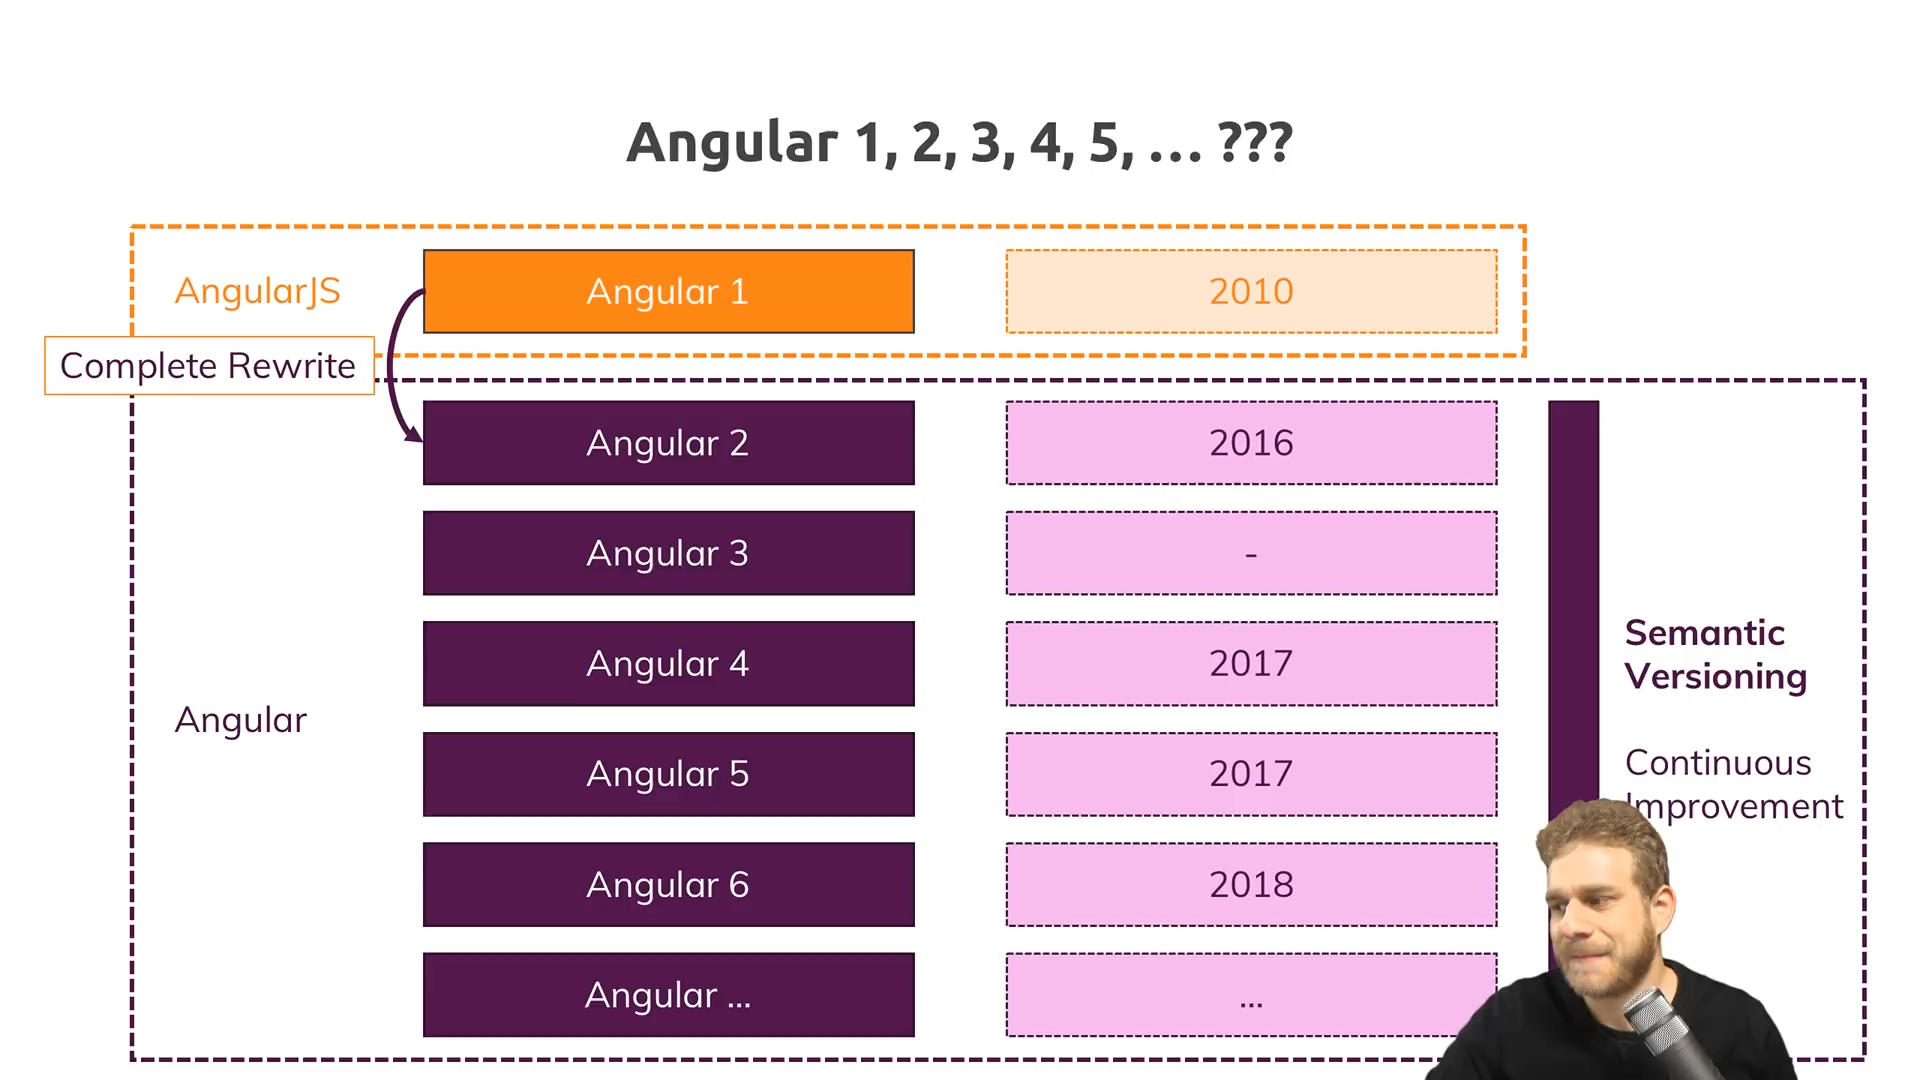 Angular 1, 2, 3, 4, 5, … ???
AngularJS
Angular 1
2010
Complete Rewrite
Angular 2
2016
Angular 3
-
Semantic
Versioning
Angular 4
2017
Angular
Continuous
Improvement
Angular 5
2017
Angular 6
2018
Angular ...
...